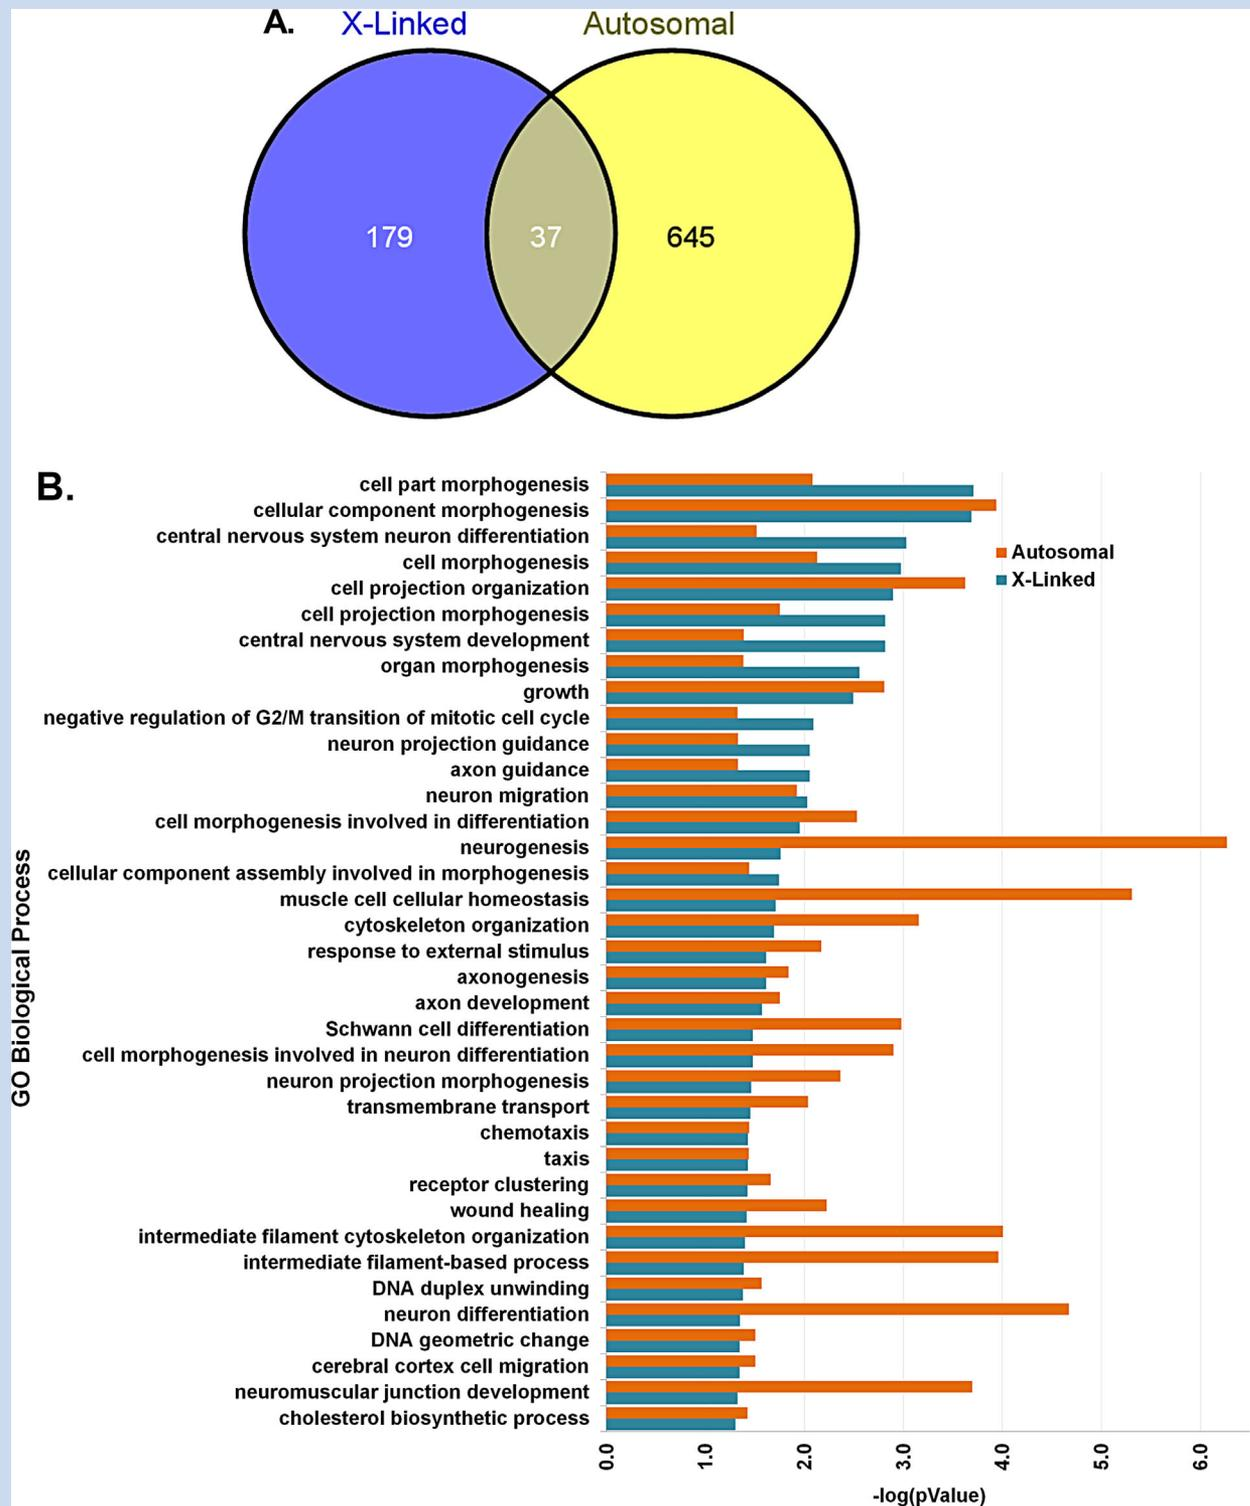 A.
X-Linked
Autosomal
179
37
645
B.
cell part morphogenesis
cellular component morphogenesis
central nervous system neuron differentiation
cell morphogenesis
cell projection organization
cell projection morphogenesis
central nervous system development
organ morphogenesis
growth
negative regulation of G2/M transition of mitotic cell cycle
neuron projection guidance
axon guidance
neuron migration
cell morphogenesis involved in differentiation
neurogenesis
cellular component assembly involved in morphogenesis
muscle cell cellular homeostasis
cytoskeleton organization
response to external stimulus
axonogenesis
axon development
Schwann cell differentiation
cell morphogenesis involved in neuron differentiation
neuron projection morphogenesis
transmembrane transport
chemotaxis
taxis
receptor clustering
wound healing
intermediate filament cytoskeleton organization
intermediate filament-based process
DNA duplex unwinding
neuron differentiation
DNA geometric change
cerebral cortex cell migration
neuromuscular junction development
cholesterol biosynthetic process
GO Biological Process
Autosomal
X-Linked
0.0 1.0 2.0 3.0 4.0 5.0 6.0
-log(pValue)